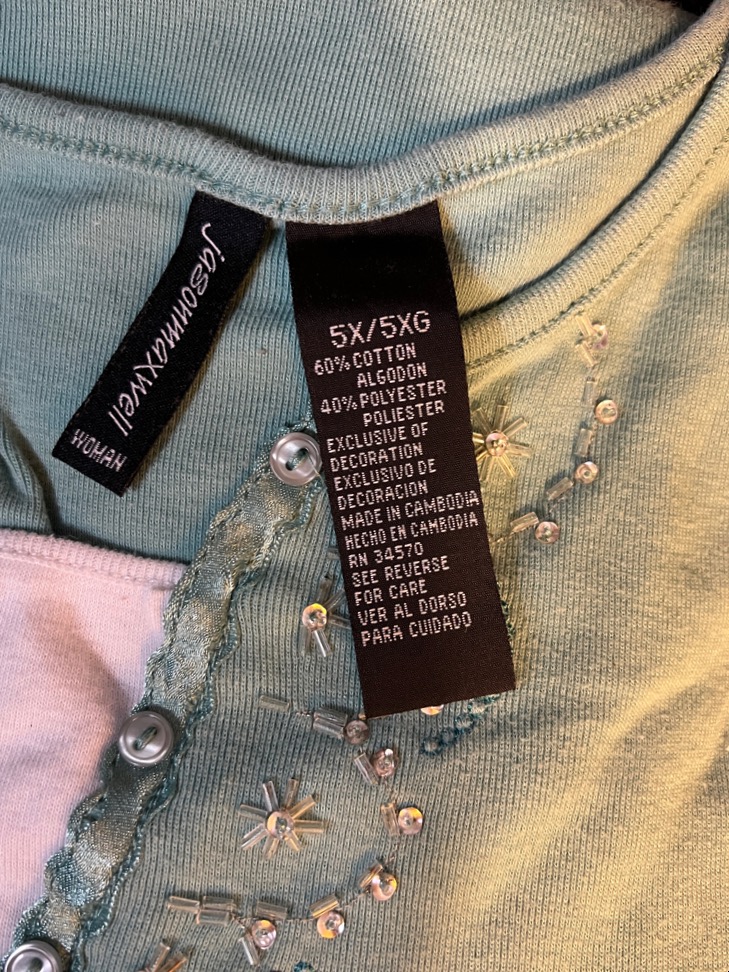 jasonmaxwell
WOMAN
5X/5XG
60% COTTON
ALGODON
40% POLYESTER
POLIESTER
EXCLUSIVE OF
DECORATION
EXCLUSIVO DE
DECORACION
MADE IN CAMBODIA
HECHO EN CAMBODIA
RN 34570
SEE REVERSE
FOR CARE
VER AL DORSO
PARA CUIDADO